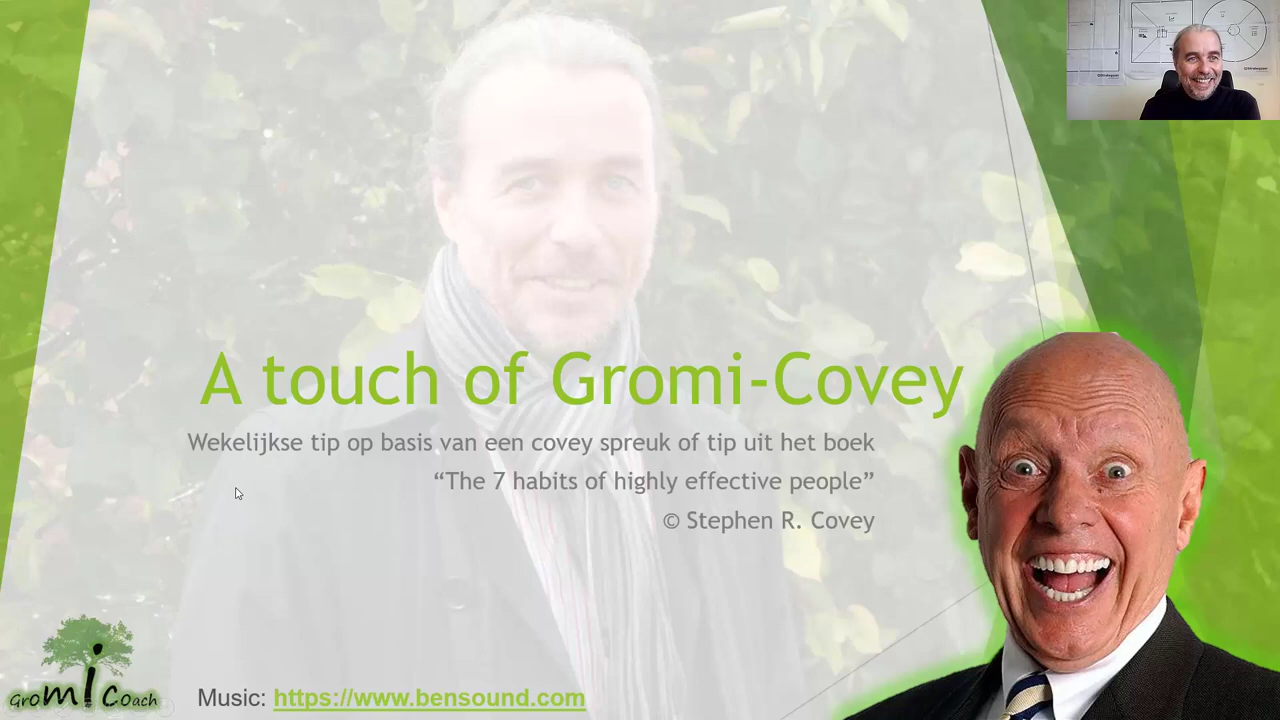 A touch of Gromi-Covey
Wekelijkse tip op basis van een covey spreuk of tip uit het boek
“The 7 habits of highly effective people”
© Stephen R. Covey
Gromi Coach
Music: https://www.bensound.com